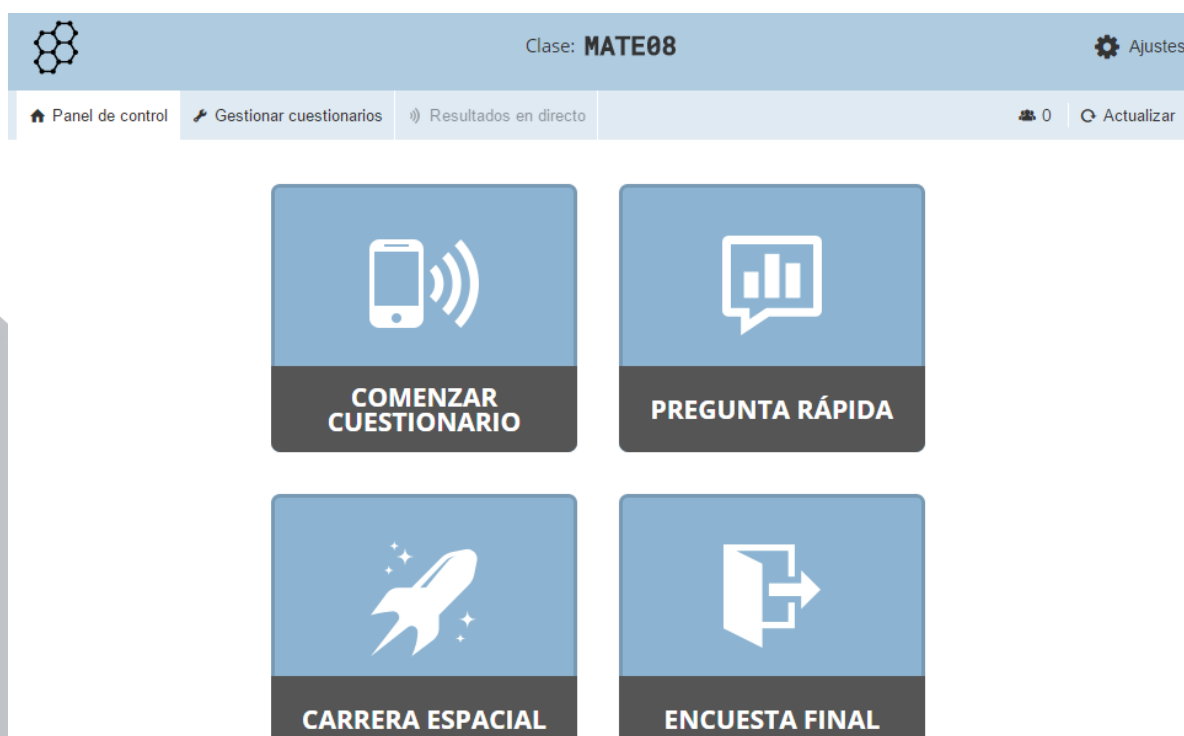 Clase: MATE08
Ajustes
Panel de control
Gestionar cuestionarios
Resultados en directo
0
Actualizar
COMENZAR
CUESTIONARIO
PREGUNTA RÁPIDA
CARRERA ESPACIAL
ENCUESTA FINAL